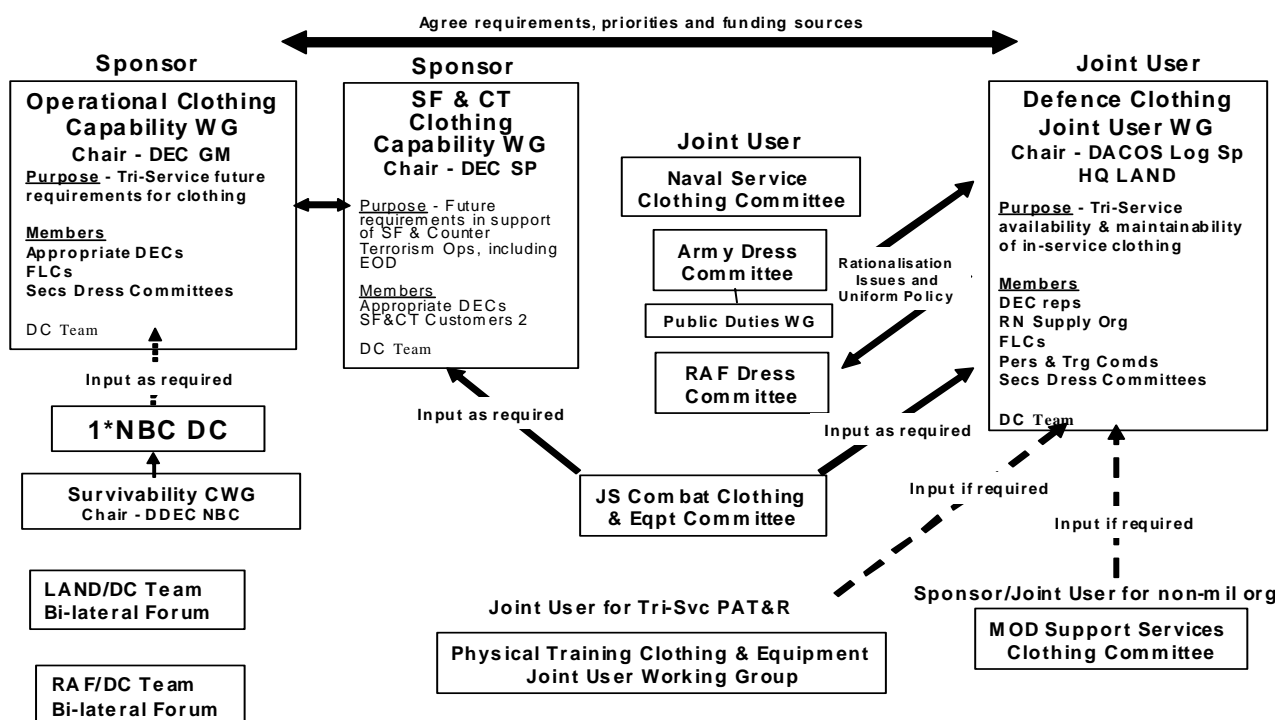 Agree requirements, priorities and funding sources
Sponsor
Operational Clothing
Capability WG
Chair - DEC GM
Purpose - Tri-Service future
requirements for clothing
Members
Appropriate DECs
FLCs
Secs Dress Committees
DC Team
Input as required
1*NBC DC
Survivability CWG
Chair - DDEC NBC
LAND/DC Team
Bi-lateral Forum
RAF/DC Team
Bi-lateral Forum
Sponsor
SF & CT
Clothing
Capability WG
Chair - DEC SP
Purpose - Future
requirements in support
of SF & Counter
Terrorism Ops, including
EOD
Members
Appropriate DECs
SF&CT Customers 2
DC Team
Input as required
Joint User
Naval Service
Clothing Committee
Army Dress
Committee
Public Duties WG
RAF Dress
Committee
Rationalisation
Issues and
Uniform Policy
Input as required
JS Combat Clothing
& Eqpt Committee
Joint User
Defence Clothing
Joint User WG
Chair - DACOS Log Sp
HQ LAND
Purpose - Tri-Service
availability & maintainability
of in-service clothing
Members
DEC reps
RN Supply Org
FLCs
Pers & Trg Comds
Secs Dress Committees
DC Team
Input if required
Input if required
Joint User for Tri-Svc PAT&R
Physical Training Clothing & Equipment
Joint User Working Group
Sponsor/Joint User for non-mil org
MOD Support Services
Clothing Committee